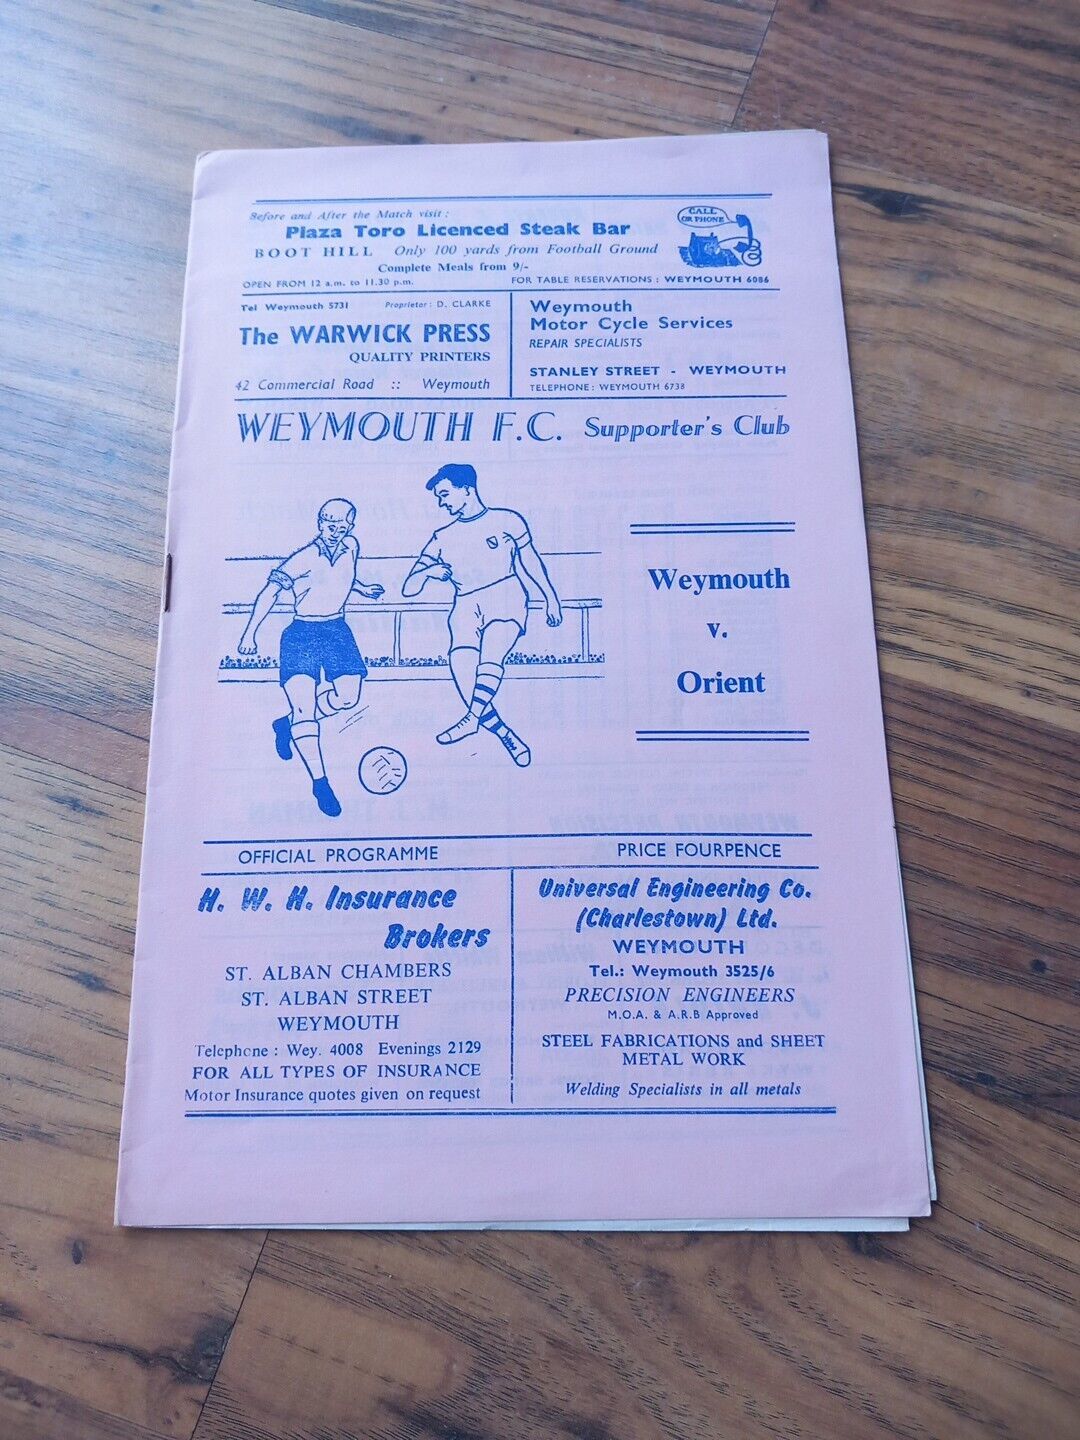 Before and After the Match visit :
Plaza Toro Licenced Steak Bar
BOOT HILL Only 100 yards from Football Ground
Complete Meals from 9/-
OPEN FROM 12 a.m. to 11.30 p.m. FOR TABLE RESERVATIONS : WEYMOUTH 6086
CALL
OR PHONE
Tel Weymouth 5731 Proprietor : D. CLARKE
The WARWICK PRESS
QUALITY PRINTERS
42 Commercial Road :: Weymouth
Weymouth
Motor Cycle Services
REPAIR SPECIALISTS
STANLEY STREET - WEYMOUTH
TELEPHONE : WEYMOUTH 6738
WEYMOUTH F.C. Supporter's Club
Weymouth
v.
Orient
OFFICIAL PROGRAMME PRICE FOURPENCE
H. W. H. Insurance
Brokers
ST. ALBAN CHAMBERS
ST. ALBAN STREET
WEYMOUTH
Telephone : Wey. 4008 Evenings 2129
FOR ALL TYPES OF INSURANCE
Motor Insurance quotes given on request
Universal Engineering Co.
(Charlestown) Ltd.
WEYMOUTH
Tel.: Weymouth 3525/6
PRECISION ENGINEERS
M.O.A. & A.R.B Approved
STEEL FABRICATIONS and SHEET
METAL WORK
Welding Specialists in all metals